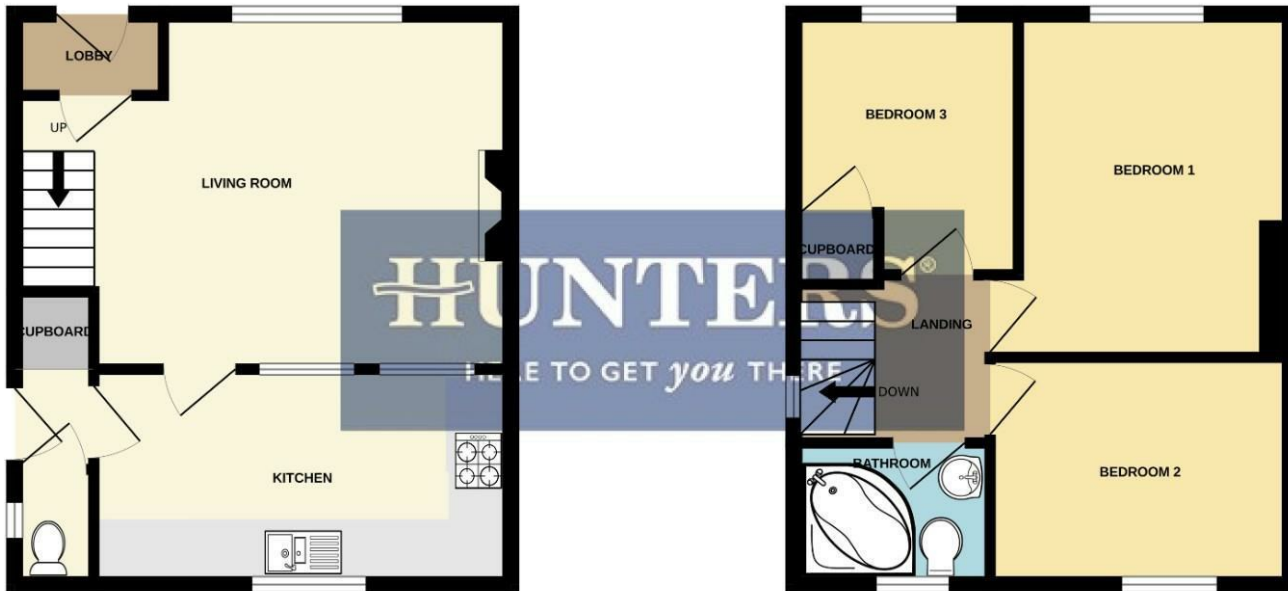 LOBBY
UP
LIVING ROOM
CUPBOARD
KITCHEN
BEDROOM 3
BEDROOM 1
CUPBOARD
LANDING
DOWN
BATHROOM
BEDROOM 2
HUNTERS®
HERE TO GET you THERE